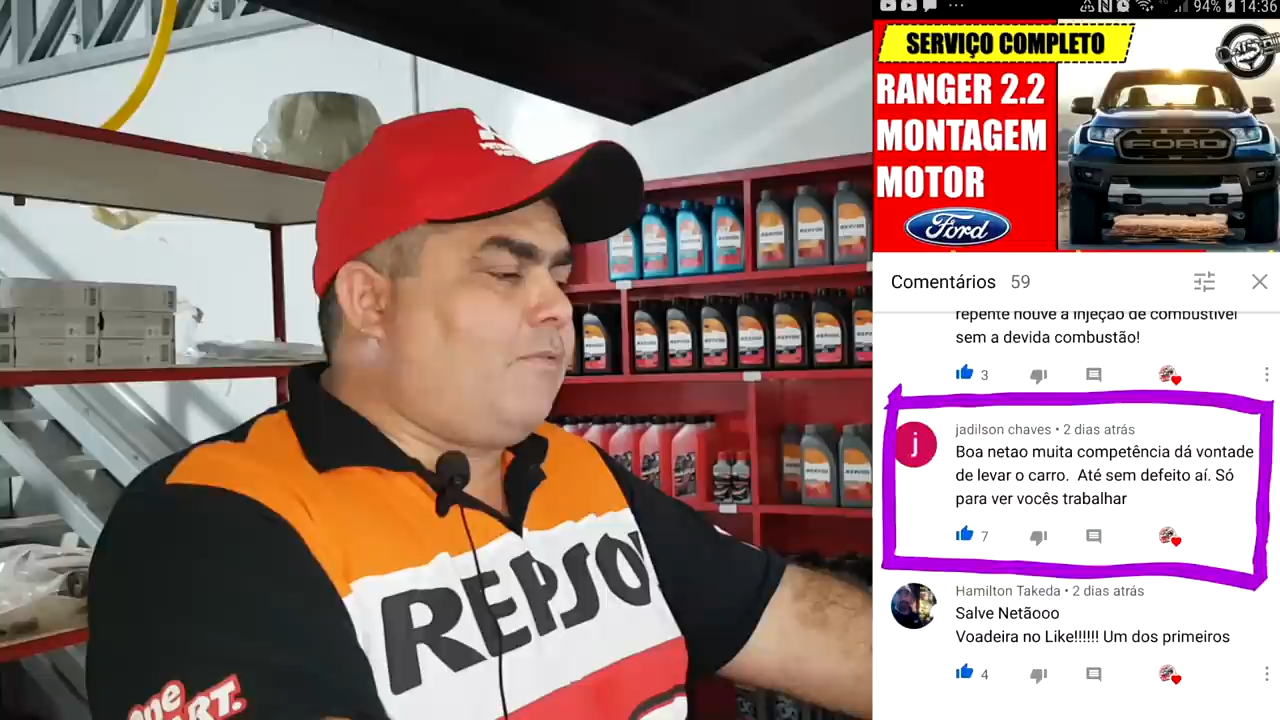 94% 14:36
SERVIÇO COMPLETO
RANGER 2.2
MONTAGEM
MOTOR
Ford
FORD
Comentários 59
repente houve a injeção de combustível
sem a devida combustão!
3
j
jadilson chaves • 2 dias atrás
Boa netao muita competência dá vontade
de levar o carro. Até sem defeito aí. Só
para ver vocês trabalhar
7
Hamilton Takeda • 2 dias atrás
Salve Netãooo
Voadeira no Like!!!!!! Um dos primeiros
4
REPSOL